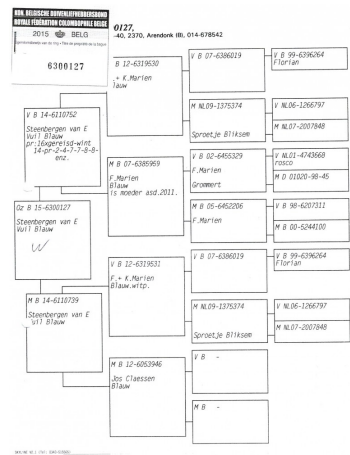 KON. BELGISCHE DUIVENLIEFHEBBERSBOND
ROYALE FÉDÉRATION COLOMBOPHILE BELGE
2015 BELG
6300127
0127,
-40, 2370, Arendonk (B), 014-678542
V B 14-6110752
Steenbergen van E
Vuil Blauw
pr:16xgereisd-wint
14-pr-2-4-7-7-8-8-
enz.
Oz B 15-6300127
Steenbergen van E
Vuil Blauw
M B 14-6110739
Steenbergen van E
uil Blauw
B 12-6319530
.+ K.Marien
lauw
M B 07-6385959
F.Marien
Blauw
is moeder asd.2011.
V B 12-6319531
F.+ K.Marien
Blauw.witp.
M B 12-6053946
Jos Claessen
Blauw
V B 07-6386019
M NL09-1375374
Sproetje Bliksem
V B 02-6455329
F.Marien
Grommert
M B 05-6452206
F.Marien
V B 07-6386019
M NL09-1375374
Sproetje Bliksem
V B -
M B -
V B 99-6396264
Florian
V NL06-1266797
M NL07-2007848
V NL01-4743668
rosco
M D 01020-98-45
V B 98-6207311
M B 00-5244100
V B 99-6396264
Florian
V NL06-1266797
M NL07-2007848